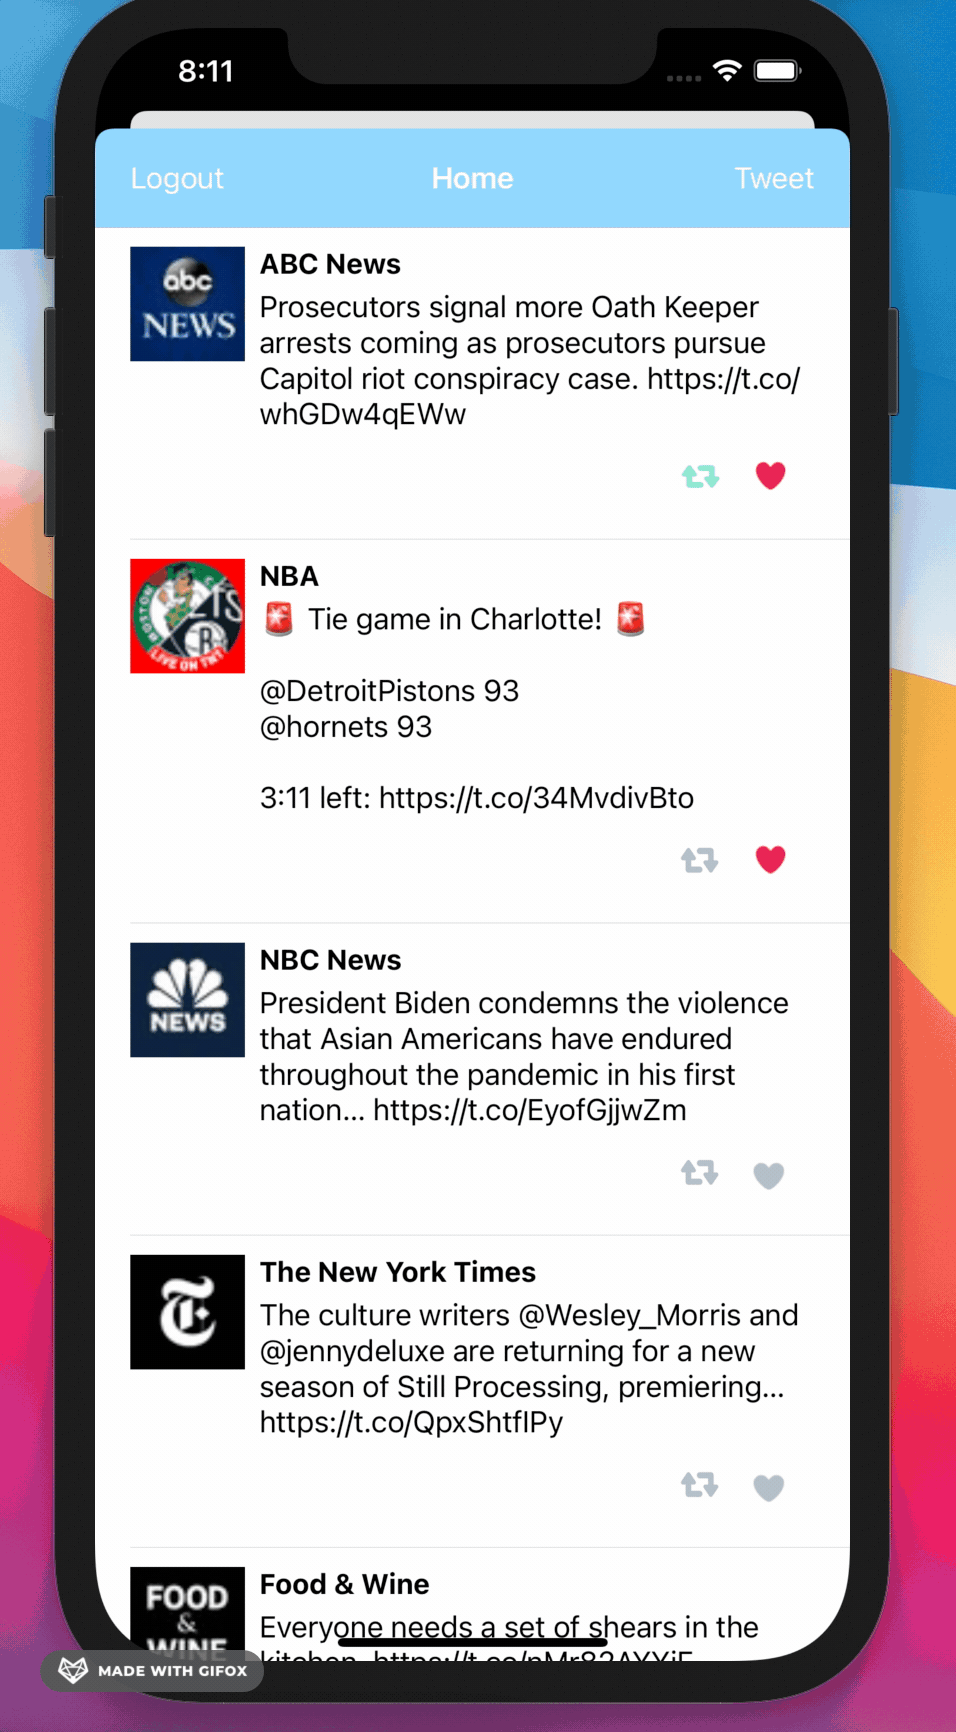 8:11
Logout
Home
Tweet
abc
NEWS
ABC News
Prosecutors signal more Oath Keeper
arrests coming as prosecutors pursue
Capitol riot conspiracy case. https://t.co/
whGDw4qEWw
BOSTON
LIVE ON TNT
NBA
🚨 Tie game in Charlotte! 🚨
@DetroitPistons 93
@hornets 93
3:11 left: https://t.co/34MvdivBto
NEWS
NBC News
President Biden condemns the violence
that Asian Americans have endured
throughout the pandemic in his first
nation... https://t.co/EyofGjjwZm
T
The New York Times
The culture writers @Wesley_Morris and
@jennydeluxe are returning for a new
season of Still Processing, premiering...
https://t.co/QpxShtfIPy
FOOD
&
WINE
Food & Wine
Everyone needs a set of shears in the
kitchen. 
MADE WITH GIFOX